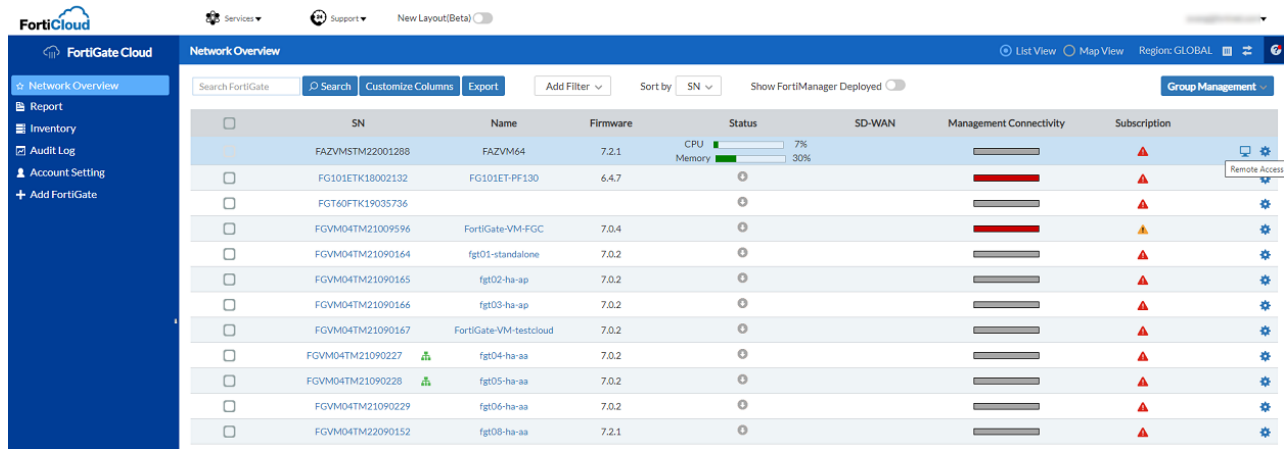 FortiCloud Services 24 Support New Layout(Beta)
FortiGate Cloud Network Overview List View Map View Region: GLOBAL
Network Overview Search FortiGate Search Customize Columns Export Add Filter Sort by SN Show FortiManager Deployed Group Management
Report
Inventory
Audit Log
Account Setting
Add FortiGate
SN Name Firmware Status SD-WAN Management Connectivity Subscription
FAZVMSTM22001288 FAZVM64 7.2.1 CPU 7% Memory 30%
Remote Access
FG101ETK18002132 FG101ET-PF130 6.4.7
FGT60FTK19035736
FGVM04TM21009596 FortiGate-VM-FGC 7.0.4
FGVM04TM21090164 fgt01-standalone 7.0.2
FGVM04TM21090165 fgt02-ha-ap 7.0.2
FGVM04TM21090166 fgt03-ha-ap 7.0.2
FGVM04TM21090167 FortiGate-VM-testcloud 7.0.2
FGVM04TM21090227 fgt04-ha-aa 7.0.2
FGVM04TM21090228 fgt05-ha-aa 7.0.2
FGVM04TM21090229 fgt06-ha-aa 7.0.2
FGVM04TM22090152 fgt08-ha-aa 7.2.1